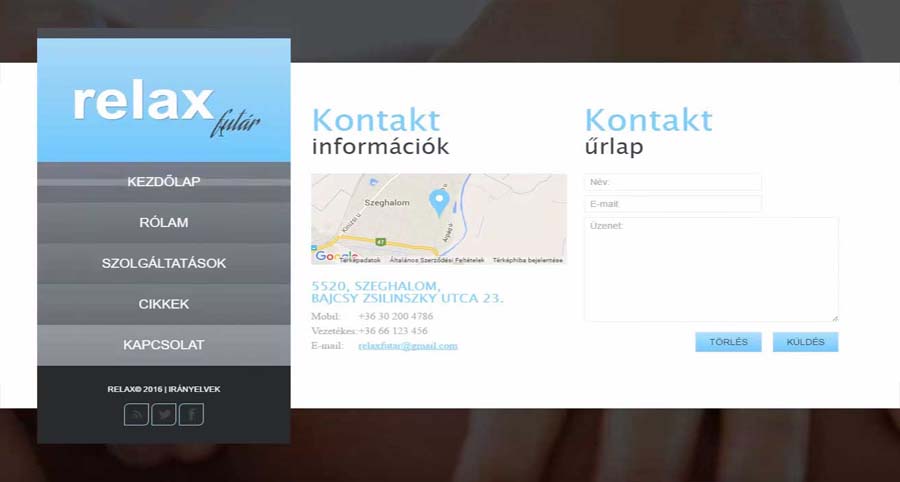 relax
futár
KEZDŐLAP
RÓLAM
SZOLGÁLTATÁSOK
CIKKEK
KAPCSOLAT
RELAX© 2016 | IRÁNYELVEK
Kontakt
információk
Szeghalom
Kinizsi u.
Árpád u.
47
Google
Térképadatok Általános Szerződési Feltételek Térképhiba bejelentése
5520, SZEGHALOM,
BAJCSY ZSILINSZKY UTCA 23.
Mobil: +36 30 200 4786
Vezetékes: +36 66 123 456
E-mail: relaxfutar@gmail.com
Kontakt
űrlap
Név:
E-mail:
Üzenet:
TÖRLÉS KÜLDÉS